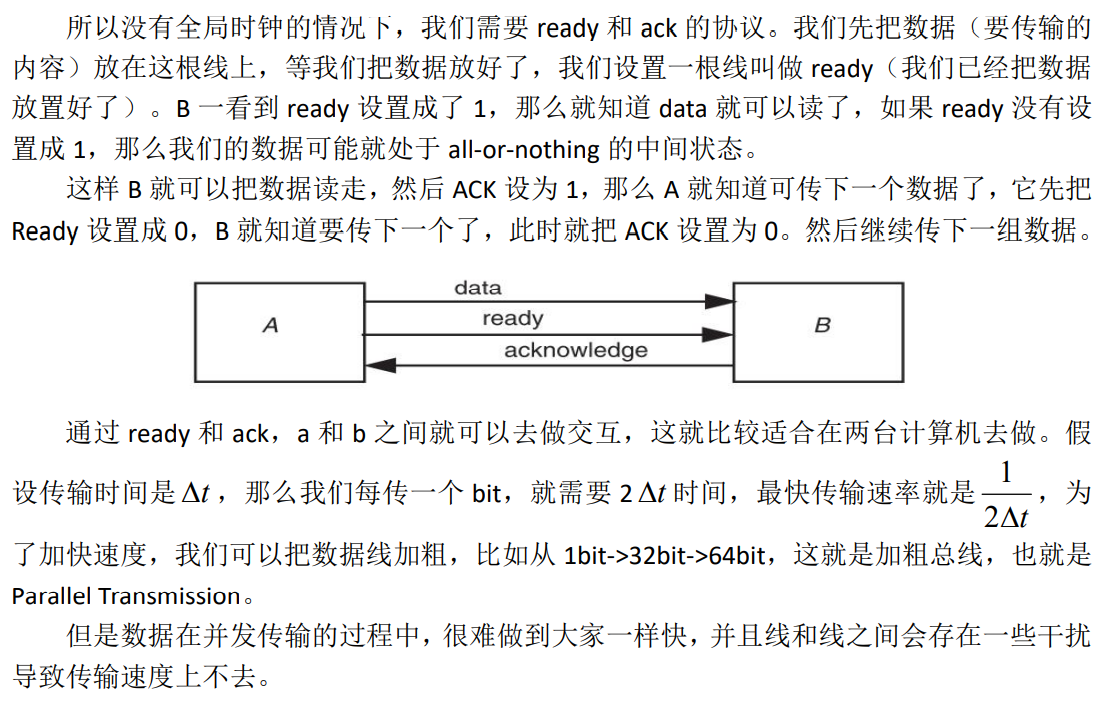 所以没有全局时钟的情况下，我们需要 ready 和 ack 的协议。我们先把数据（要传输的
内容）放在这根线上，等我们把数据放好了，我们设置一根线叫做 ready（我们已经把数据
放置好了）。B 一看到 ready 设置成了 1，那么就知道 data 就可以读了，如果 ready 没有设
置成 1，那么我们的数据可能就处于 all-or-nothing 的中间状态。
这样 B 就可以把数据读走，然后 ACK 设为 1，那么 A 就知道可传下一个数据了，它先把
Ready 设置成 0，B 就知道要传下一个了，此时就把 ACK 设置为 0。然后继续传下一组数据。
data
A
ready
B
acknowledge
通过 ready 和 ack，a 和 b 之间就可以去做交互，这就比较适合在两台计算机去做。假
设传输时间是 Δt，那么我们每传一个 bit，就需要 2Δt 时间，最快传输速率就是 1/2Δt，为
了加快速度，我们可以把数据线加粗，比如从 1bit->32bit->64bit，这就是加粗总线，也就是
Parallel Transmission。
但是数据在并发传输的过程中，很难做到大家一样快，并且线和线之间会存在一些干扰
导致传输速度上不去。